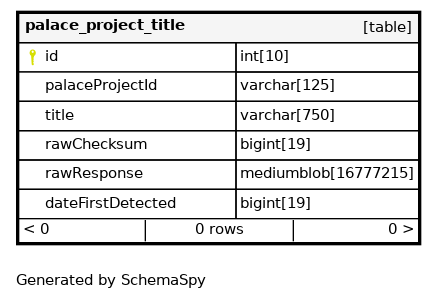 palace_project_title [table]
id int[10]
palaceProjectId varchar[125]
title varchar[750]
rawChecksum bigint[19]
rawResponse mediumblob[16777215]
dateFirstDetected bigint[19]
< 0 0 rows 0 >
Generated by SchemaSpy